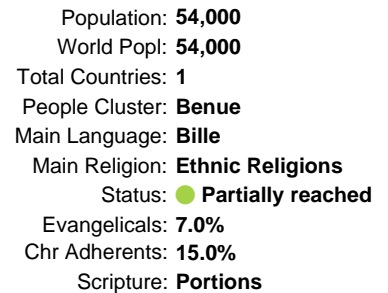 Population: 54,000
World Popl: 54,000
Total Countries: 1
People Cluster: Benue
Main Language: Bille
Main Religion: Ethnic Religions
Status: Partially reached
Evangelicals: 7.0%
Chr Adherents: 15.0%
Scripture: Portions